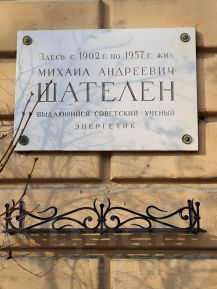 Здесь с 1902 г. по 1957 г. жил
Михаил Андреевич
ШАТЕЛЕН
выдающийся советский ученый
энергетик